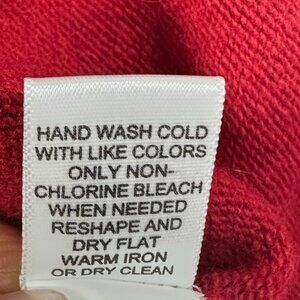 HAND WASH COLD
WITH LIKE COLORS
ONLY NON-
CHLORINE BLEACH
WHEN NEEDED
RESHAPE AND
DRY FLAT
WARM IRON
OR DRY CLEAN